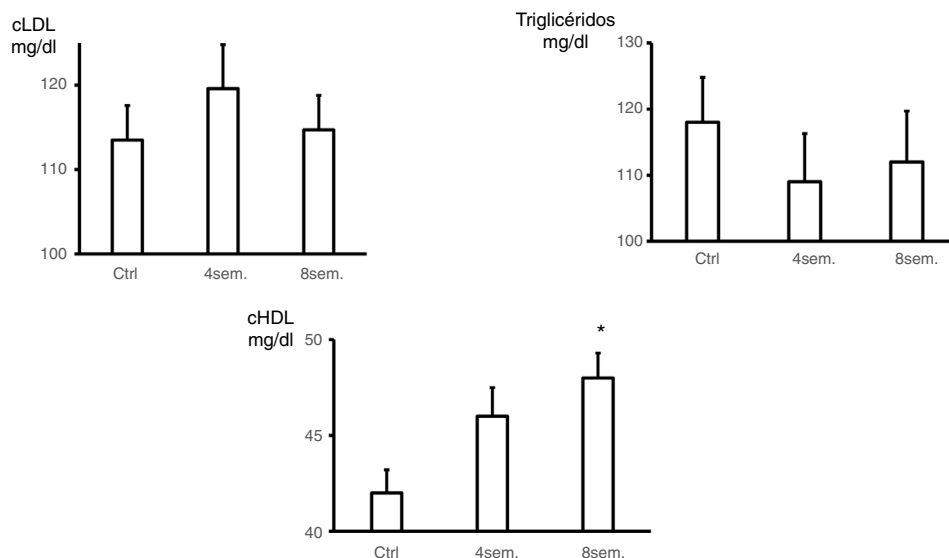 cLDL
mg/dl
120
110
100
Ctrl
4sem.
8sem.
Triglicéridos
mg/dl
130
120
110
100
Ctrl
4sem.
8sem.
cHDL
mg/dl
50
*
45
40
Ctrl
4sem.
8sem.